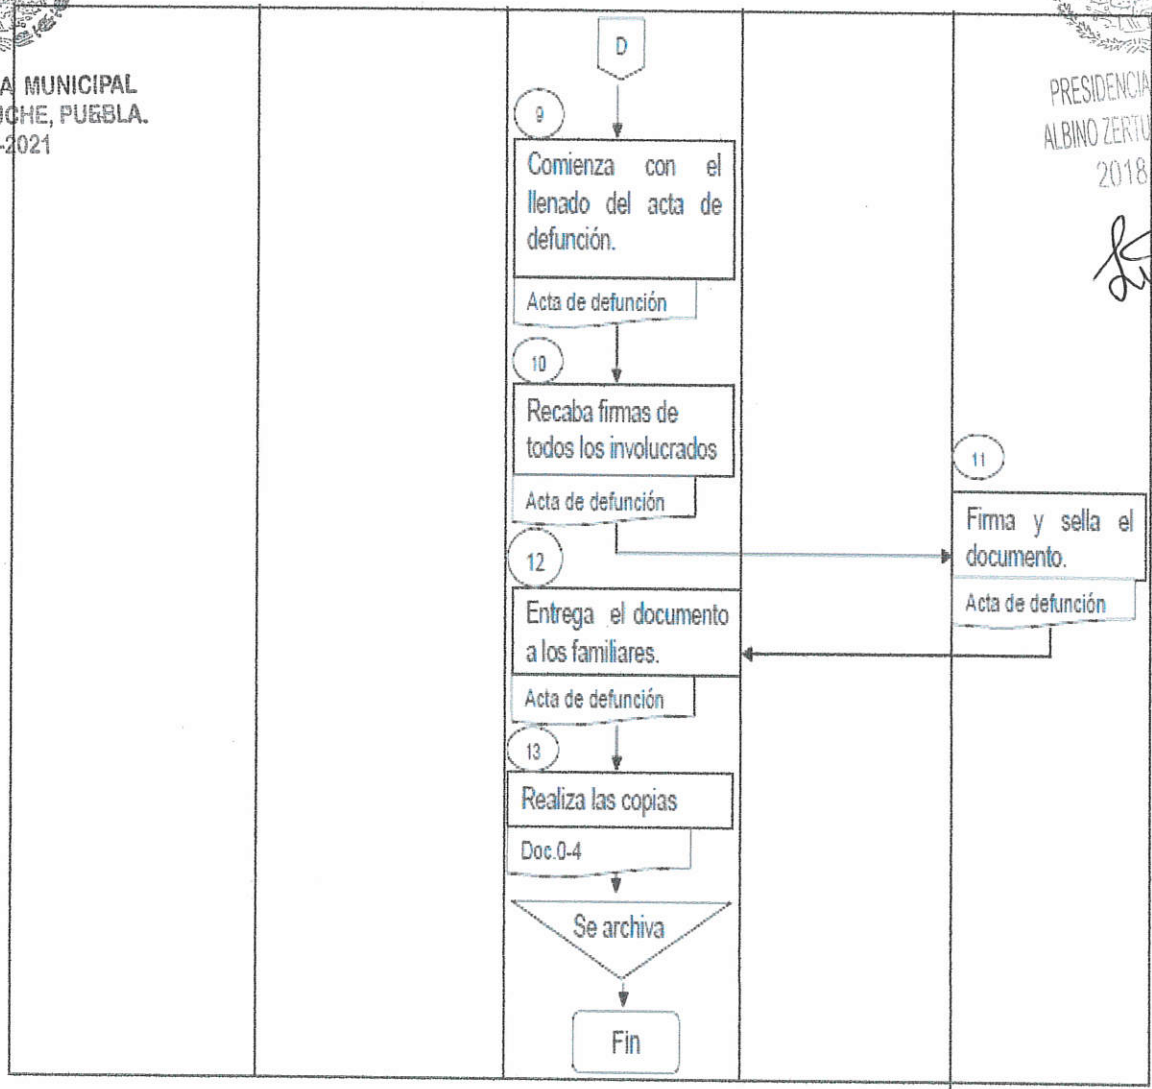 D
A MUNICIPAL
UCHE, PUEBLA.
-2021
PRESIDENCIA
ALBINO ZERTU
2018
9
Comienza con el
llenado del acta de
defunción.
Acta de defunción
10
Recaba firmas de
todos los involucrados
Acta de defunción
11
Firma y sella el
documento.
Acta de defunción
12
Entrega el documento
a los familiares.
Acta de defunción
13
Realiza las copias
Doc.0-4
Se archiva
Fin